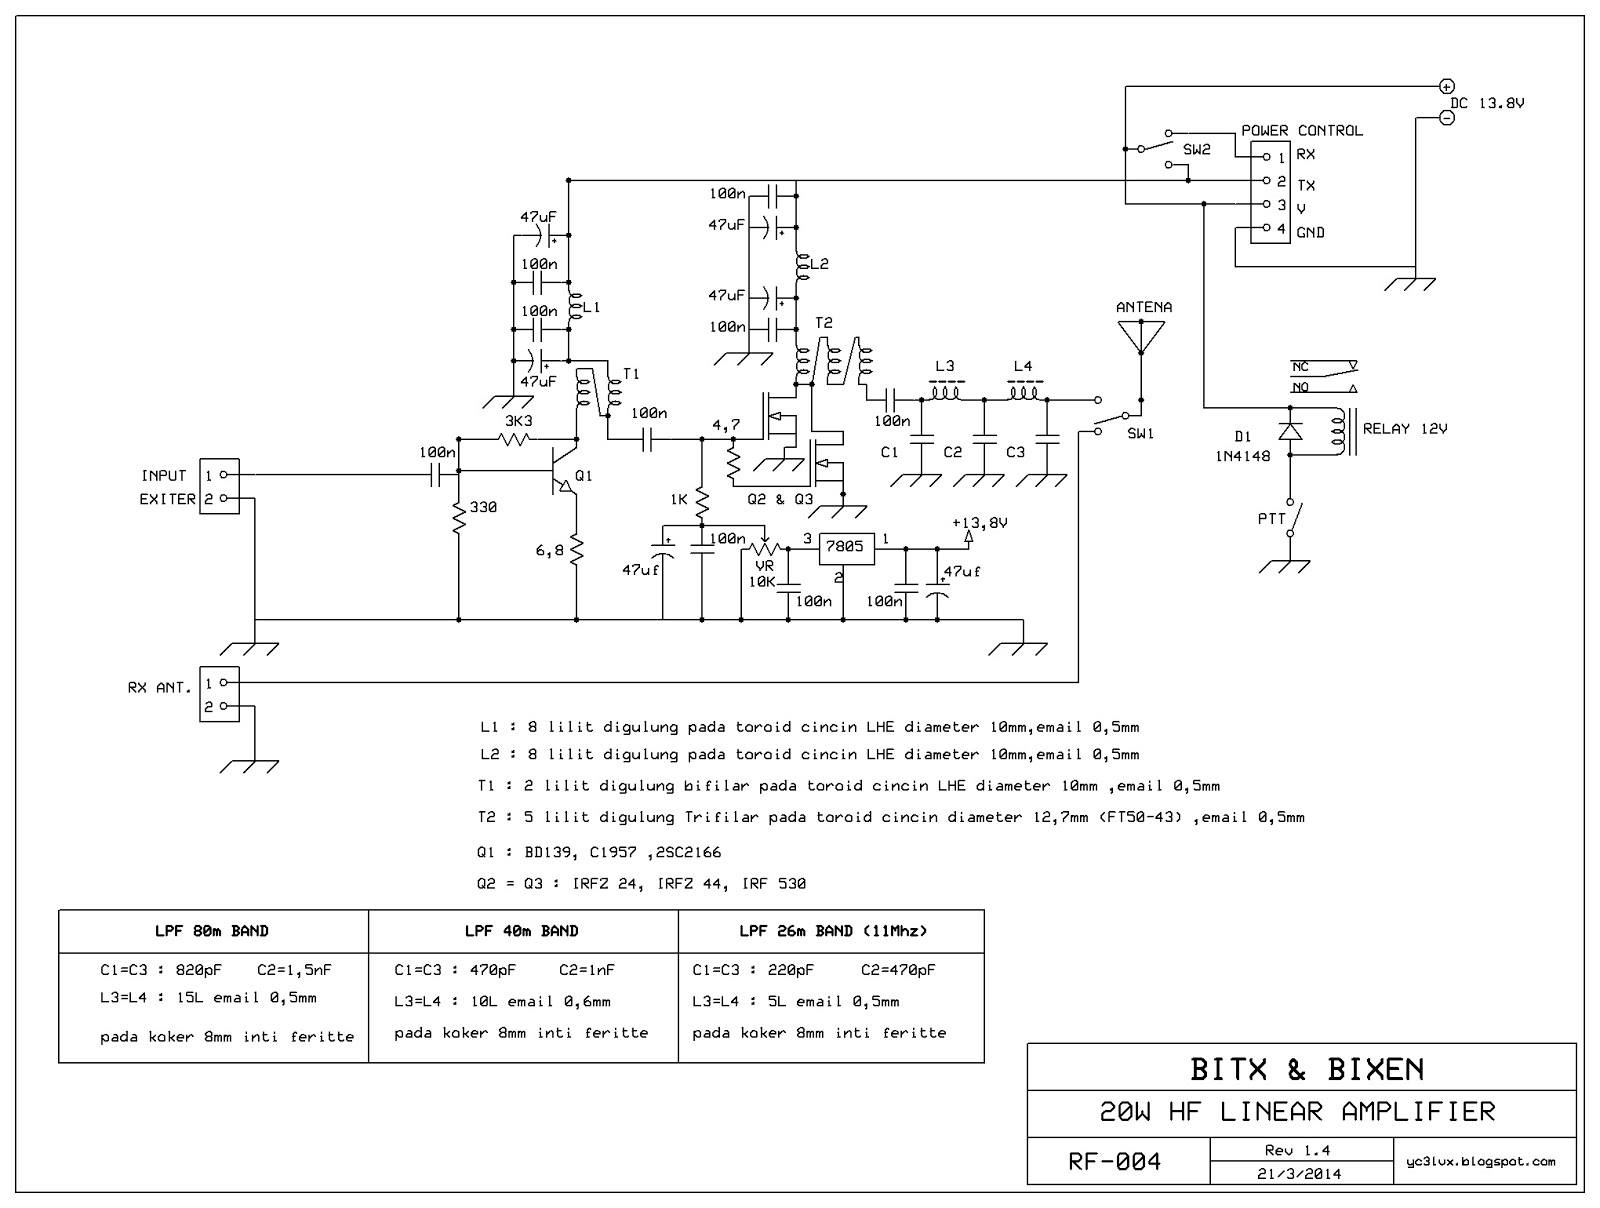 DC 13.8V
+
-
POWER CONTROL
1 RX
2 TX
3 V
4 GND
SW2
100n
47uF
L2
47uF
100n
47uF
100n
L1
100n
47uF
T1
T2
ANTENA
SW1
L3
L4
100n
C1
C2
C3
NC
NO
RELAY 12V
D1
1N4148
PTT
3K3
100n
4,7
100n
INPUT
EXITER
1
2
Q1
330
6,8
1K
Q2 & Q3
47uf
100n
VR
10K
3
7805
1
2
+13,8V
100n
100n
47uf
RX ANT.
1
2
L1 : 8 lilit digulung pada toroid cincin LHE diameter 10mm,email 0,5mm
L2 : 8 lilit digulung pada toroid cincin LHE diameter 10mm,email 0,5mm
T1 : 2 lilit digulung bifilar pada toroid cincin LHE diameter 10mm ,email 0,5mm
T2 : 5 lilit digulung Trifilar pada toroid cincin diameter 12,7mm (FT50-43) ,email 0,5mm
Q1 : BD139, C1957 ,2SC2166
Q2 = Q3 : IRFZ 24, IRFZ 44, IRF 530
LPF 80m BAND
C1=C3 : 820pF C2=1,5nF
L3=L4 : 15L email 0,5mm
pada koker 8mm inti feritte
LPF 40m BAND
C1=C3 : 470pF C2=1nF
L3=L4 : 10L email 0,6mm
pada koker 8mm inti feritte
LPF 26m BAND (11Mhz)
C1=C3 : 220pF C2=470pF
L3=L4 : 5L email 0,5mm
pada koker 8mm inti feritte
BITX & BIXEN
20W HF LINEAR AMPLIFIER
RF-004
Rev 1.4
21/3/2014
yc3lvx.blogspot.com